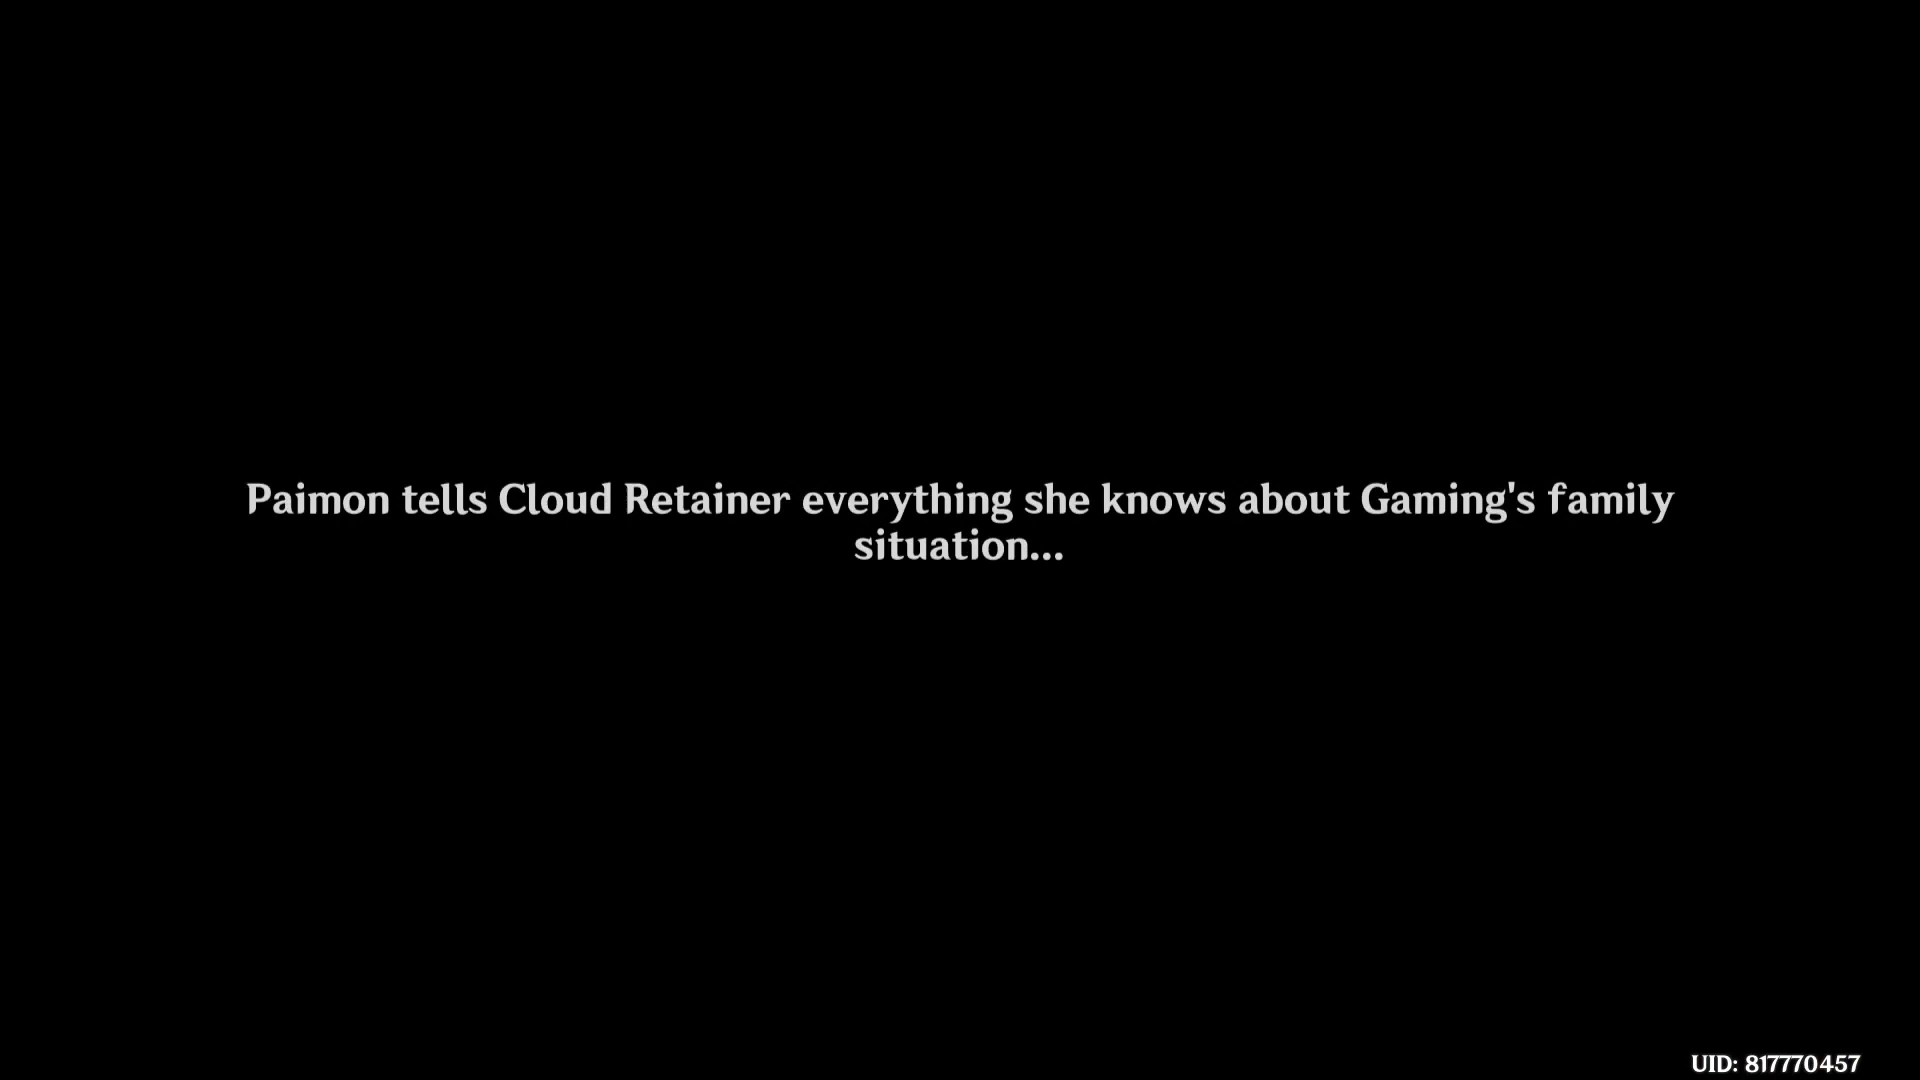 Paimon tells Cloud Retainer everything she knows about Gaming's family
situation...
UID: 817770457